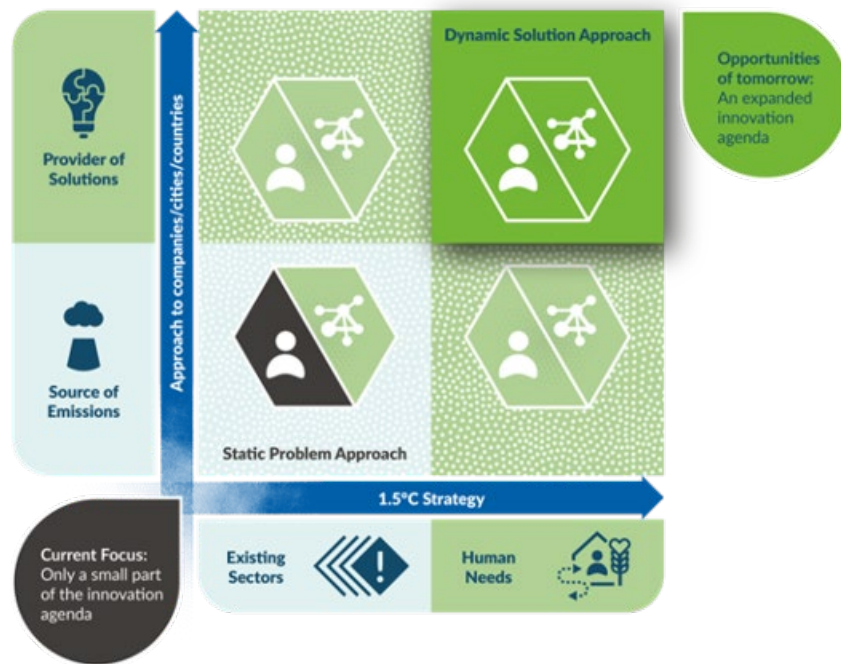 Dynamic Solution Approach
Opportunities
of tomorrow:
An expanded
innovation
agenda
Provider of
Solutions
Approach to companies/cities/countries
Source of
Emissions
Static Problem Approach
1.5°C Strategy
Current Focus:
Only a small part
of the innovation
agenda
Existing
Sectors
!
Human
Needs